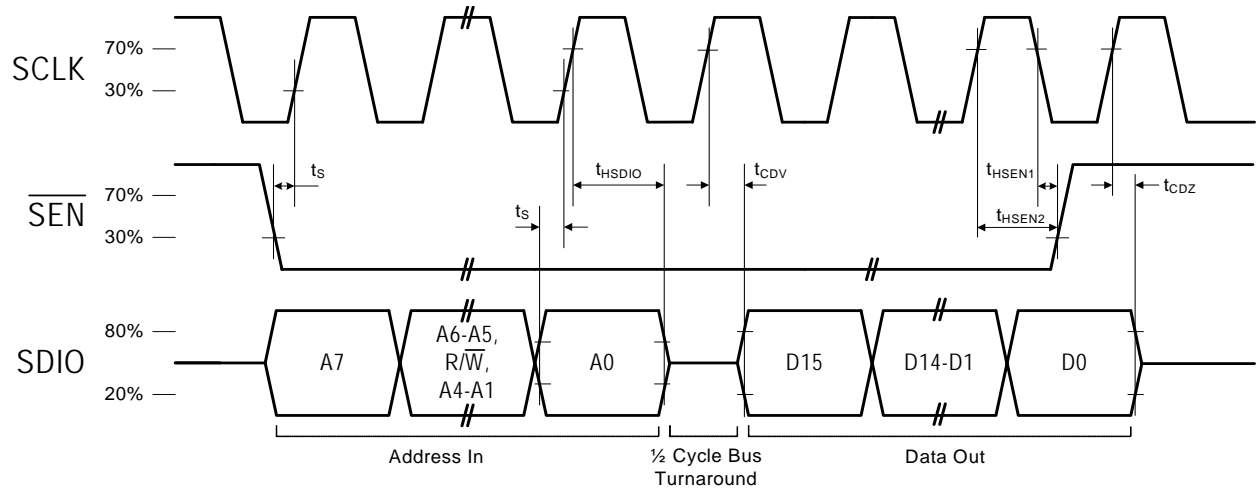 SCLK
70%
30%
SEN
70%
30%
tS
tS
tHSDIO
tCDV
tHSEN1
tHSEN2
tCDZ
SDIO
80%
20%
A7
A6-A5,
R/W,
A4-A1
A0
D15
D14-D1
D0
Address In
½ Cycle Bus
Turnaround
Data Out